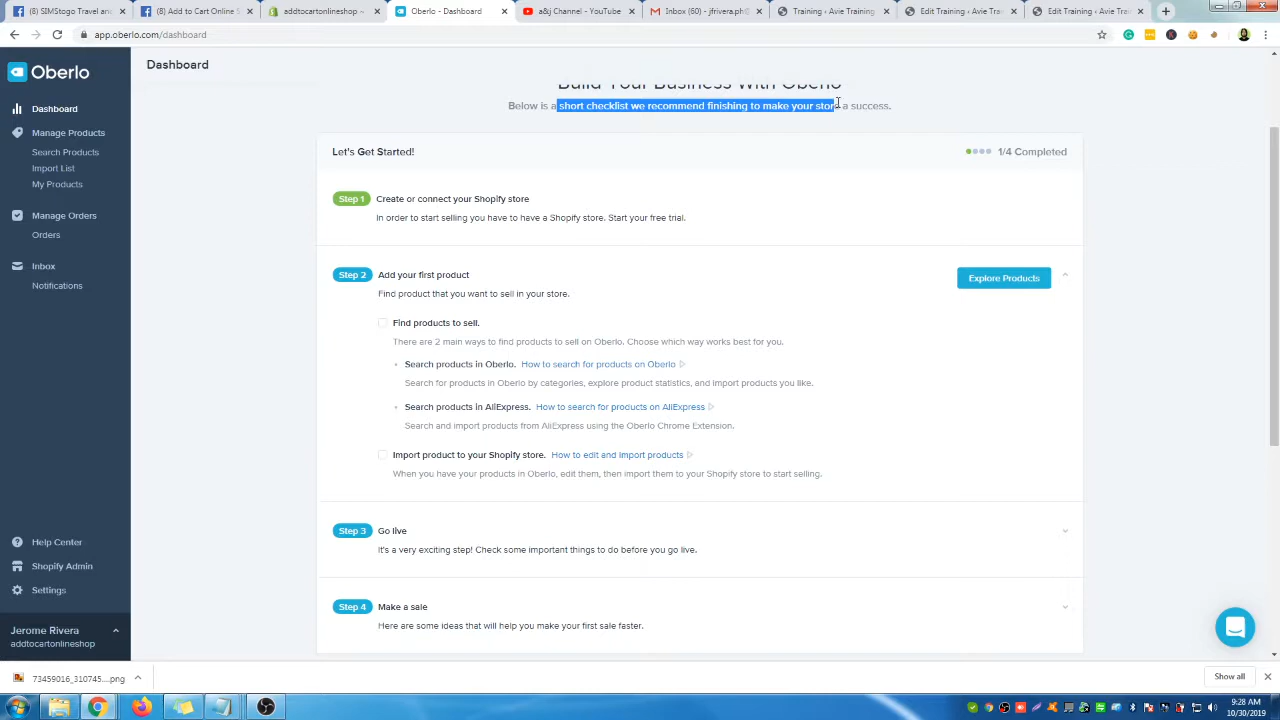 (8) SIMStogo Travel and
(8) Add to Cart Online S
addtocartonlineshop ~
Oberlo - Dashboard
a&j Channel - YouTube
Inbox (60) - jfrivera.ph@
Training - Avie Training
Edit Training - Avie Tr
Edit Training - Avie Tr
app.oberlo.com/dashboard
Oberlo
Dashboard
Build Your Business With Oberlo
Below is a short checklist we recommend finishing to make your store a success.
Dashboard
Manage Products
Search Products
Import List
My Products
Manage Orders
Orders
Inbox
Notifications
Let's Get Started!
1/4 Completed
Step 1
Create or connect your Shopify store
In order to start selling you have to have a Shopify store. Start your free trial.
Step 2
Add your first product
Explore Products
Find product that you want to sell in your store.
Find products to sell.
There are 2 main ways to find products to sell on Oberlo. Choose which way works best for you.
Search products in Oberlo. How to search for products on Oberlo
Search for products in Oberlo by categories, explore product statistics, and import products you like.
Search products in AliExpress. How to search for products on AliExpress
Search and import products from AliExpress using the Oberlo Chrome Extension.
Import product to your Shopify store. How to edit and import products
When you have your products in Oberlo, edit them, then import them to your Shopify store to start selling.
Step 3
Go live
It's a very exciting step! Check some important things to do before you go live.
Step 4
Make a sale
Here are some ideas that will help you make your first sale faster.
Help Center
Shopify Admin
Settings
Jerome Rivera
addtocartonlineshop
73459016_310745....png
Show all
9:28 AM
10/30/2019